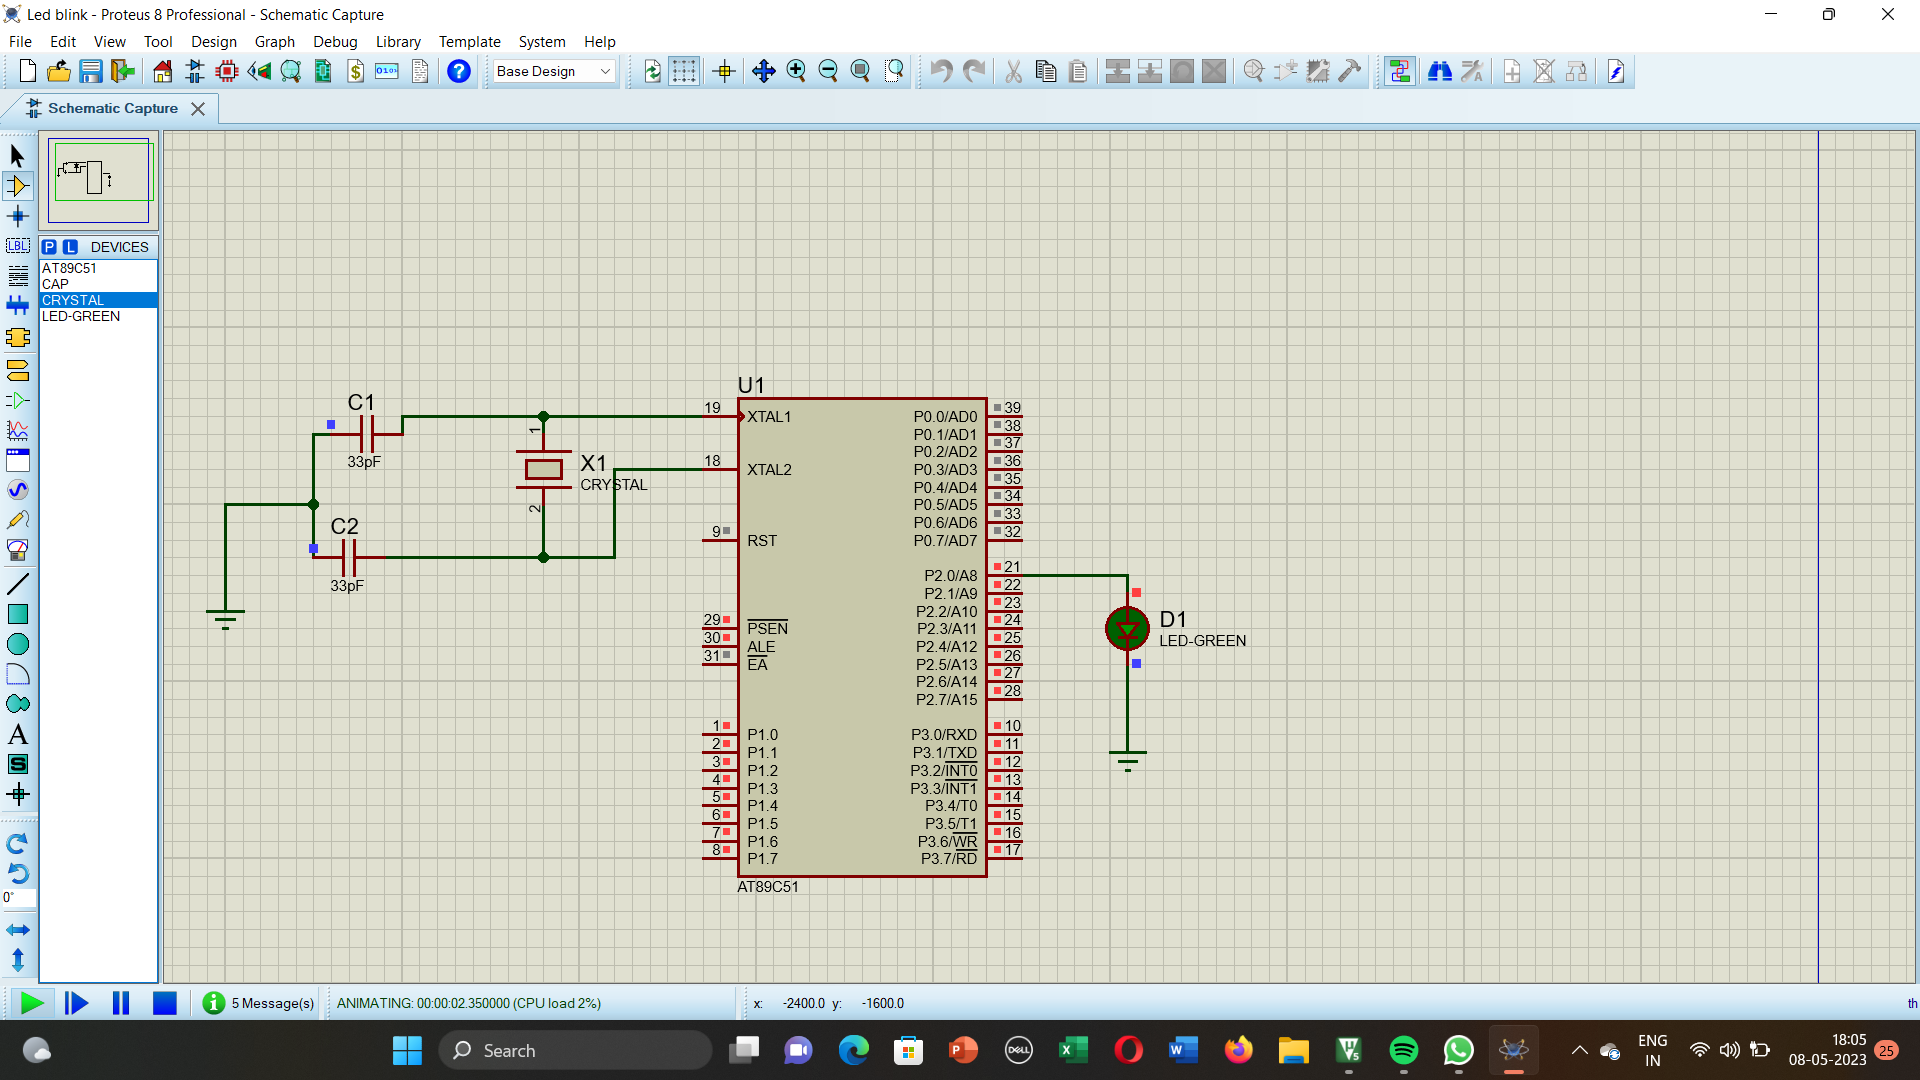 Led blink - Proteus 8 Professional - Schematic Capture
File Edit View Tool Design Graph Debug Library Template System Help
Base Design
Schematic Capture
P L DEVICES
AT89C51
CAP
CRYSTAL
LED-GREEN
LBL
A
S
0°
C1
33pF
C2
33pF
1
X1
CRYSTAL
2
U1
19 XTAL1
18 XTAL2
9 RST
29 PSEN
30 ALE
31 EA
1 P1.0
2 P1.1
3 P1.2
4 P1.3
5 P1.4
6 P1.5
7 P1.6
8 P1.7
P0.0/AD0 39
P0.1/AD1 38
P0.2/AD2 37
P0.3/AD3 36
P0.4/AD4 35
P0.5/AD5 34
P0.6/AD6 33
P0.7/AD7 32
P2.0/A8 21
P2.1/A9 22
P2.2/A10 23
P2.3/A11 24
P2.4/A12 25
P2.5/A13 26
P2.6/A14 27
P2.7/A15 28
P3.0/RXD 10
P3.1/TXD 11
P3.2/INT0 12
P3.3/INT1 13
P3.4/T0 14
P3.5/T1 15
P3.6/WR 16
P3.7/RD 17
AT89C51
D1
LED-GREEN
5 Message(s) ANIMATING: 00:00:02.350000 (CPU load 2%) x: -2400.0 y: -1600.0 th
Search
DELL
ENG
IN
18:05
08-05-2023
25